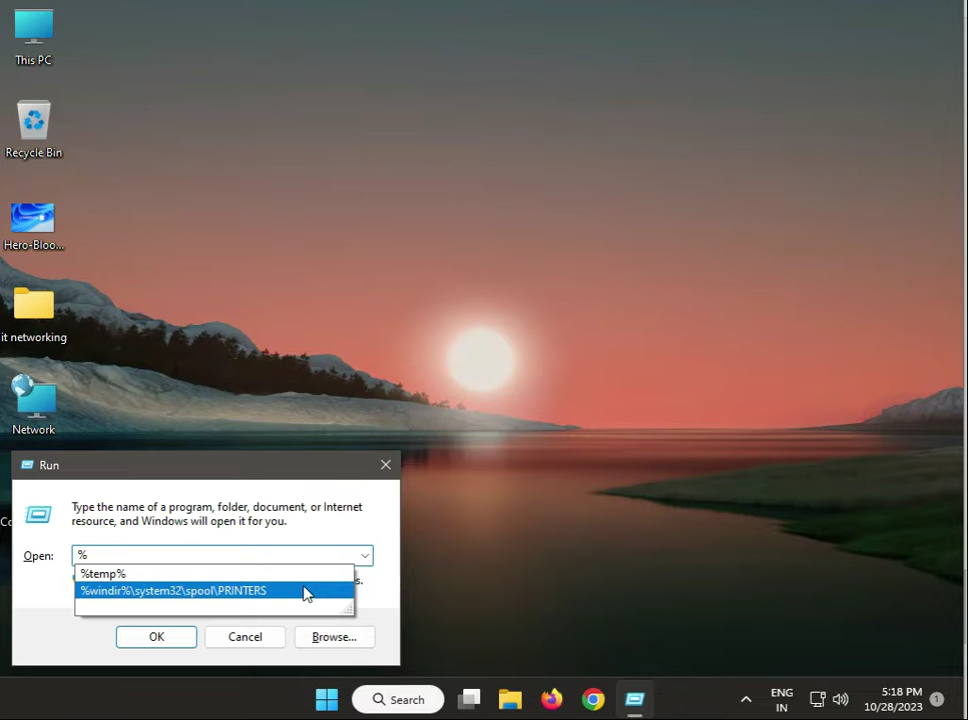 This PC
Recycle Bin
Hero-Bloo...
it networking
Network
Run
Type the name of a program, folder, document, or Internet
resource, and Windows will open it for you.
Open:
%
%temp%
%windir%\system32\spool\PRINTERS
s.
OK
Cancel
Browse...
Search
ENG
IN
5:18 PM
10/28/2023
1